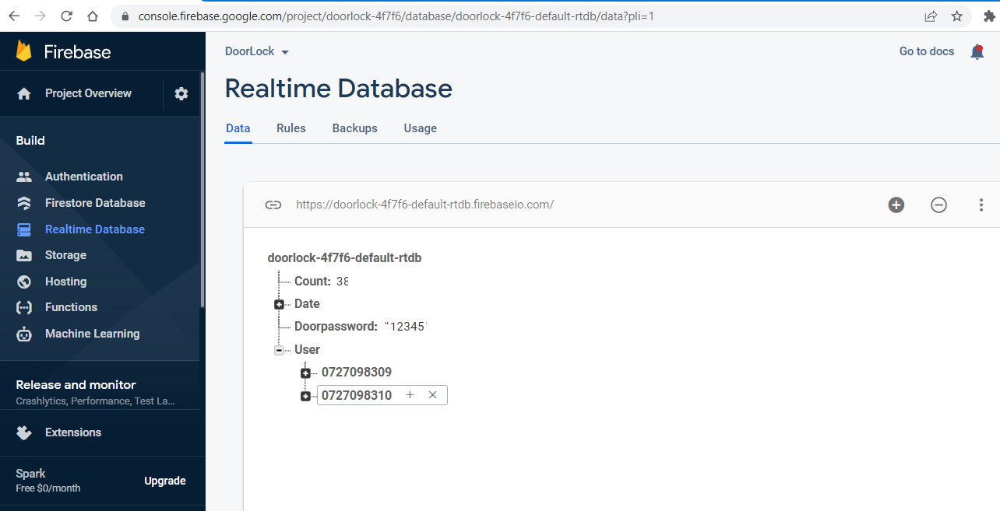 console.firebase.google.com/project/doorlock-4f7f6/database/doorlock-4f7f6-default-rtdb/data?pli=1
Firebase
DoorLock
Go to docs
Project Overview
Realtime Database
Data Rules Backups Usage
Build
Authentication
Firestore Database
Realtime Database
Storage
Hosting
Functions
Machine Learning
Release and monitor
Crashlytics, Performance, Test La...
Extensions
Spark
Free $0/month
Upgrade
https://doorlock-4f7f6-default-rtdb.firebaseio.com/
doorlock-4f7f6-default-rtdb
Count: 38
Date
Doorpassword: "12345'
User
0727098309
0727098310